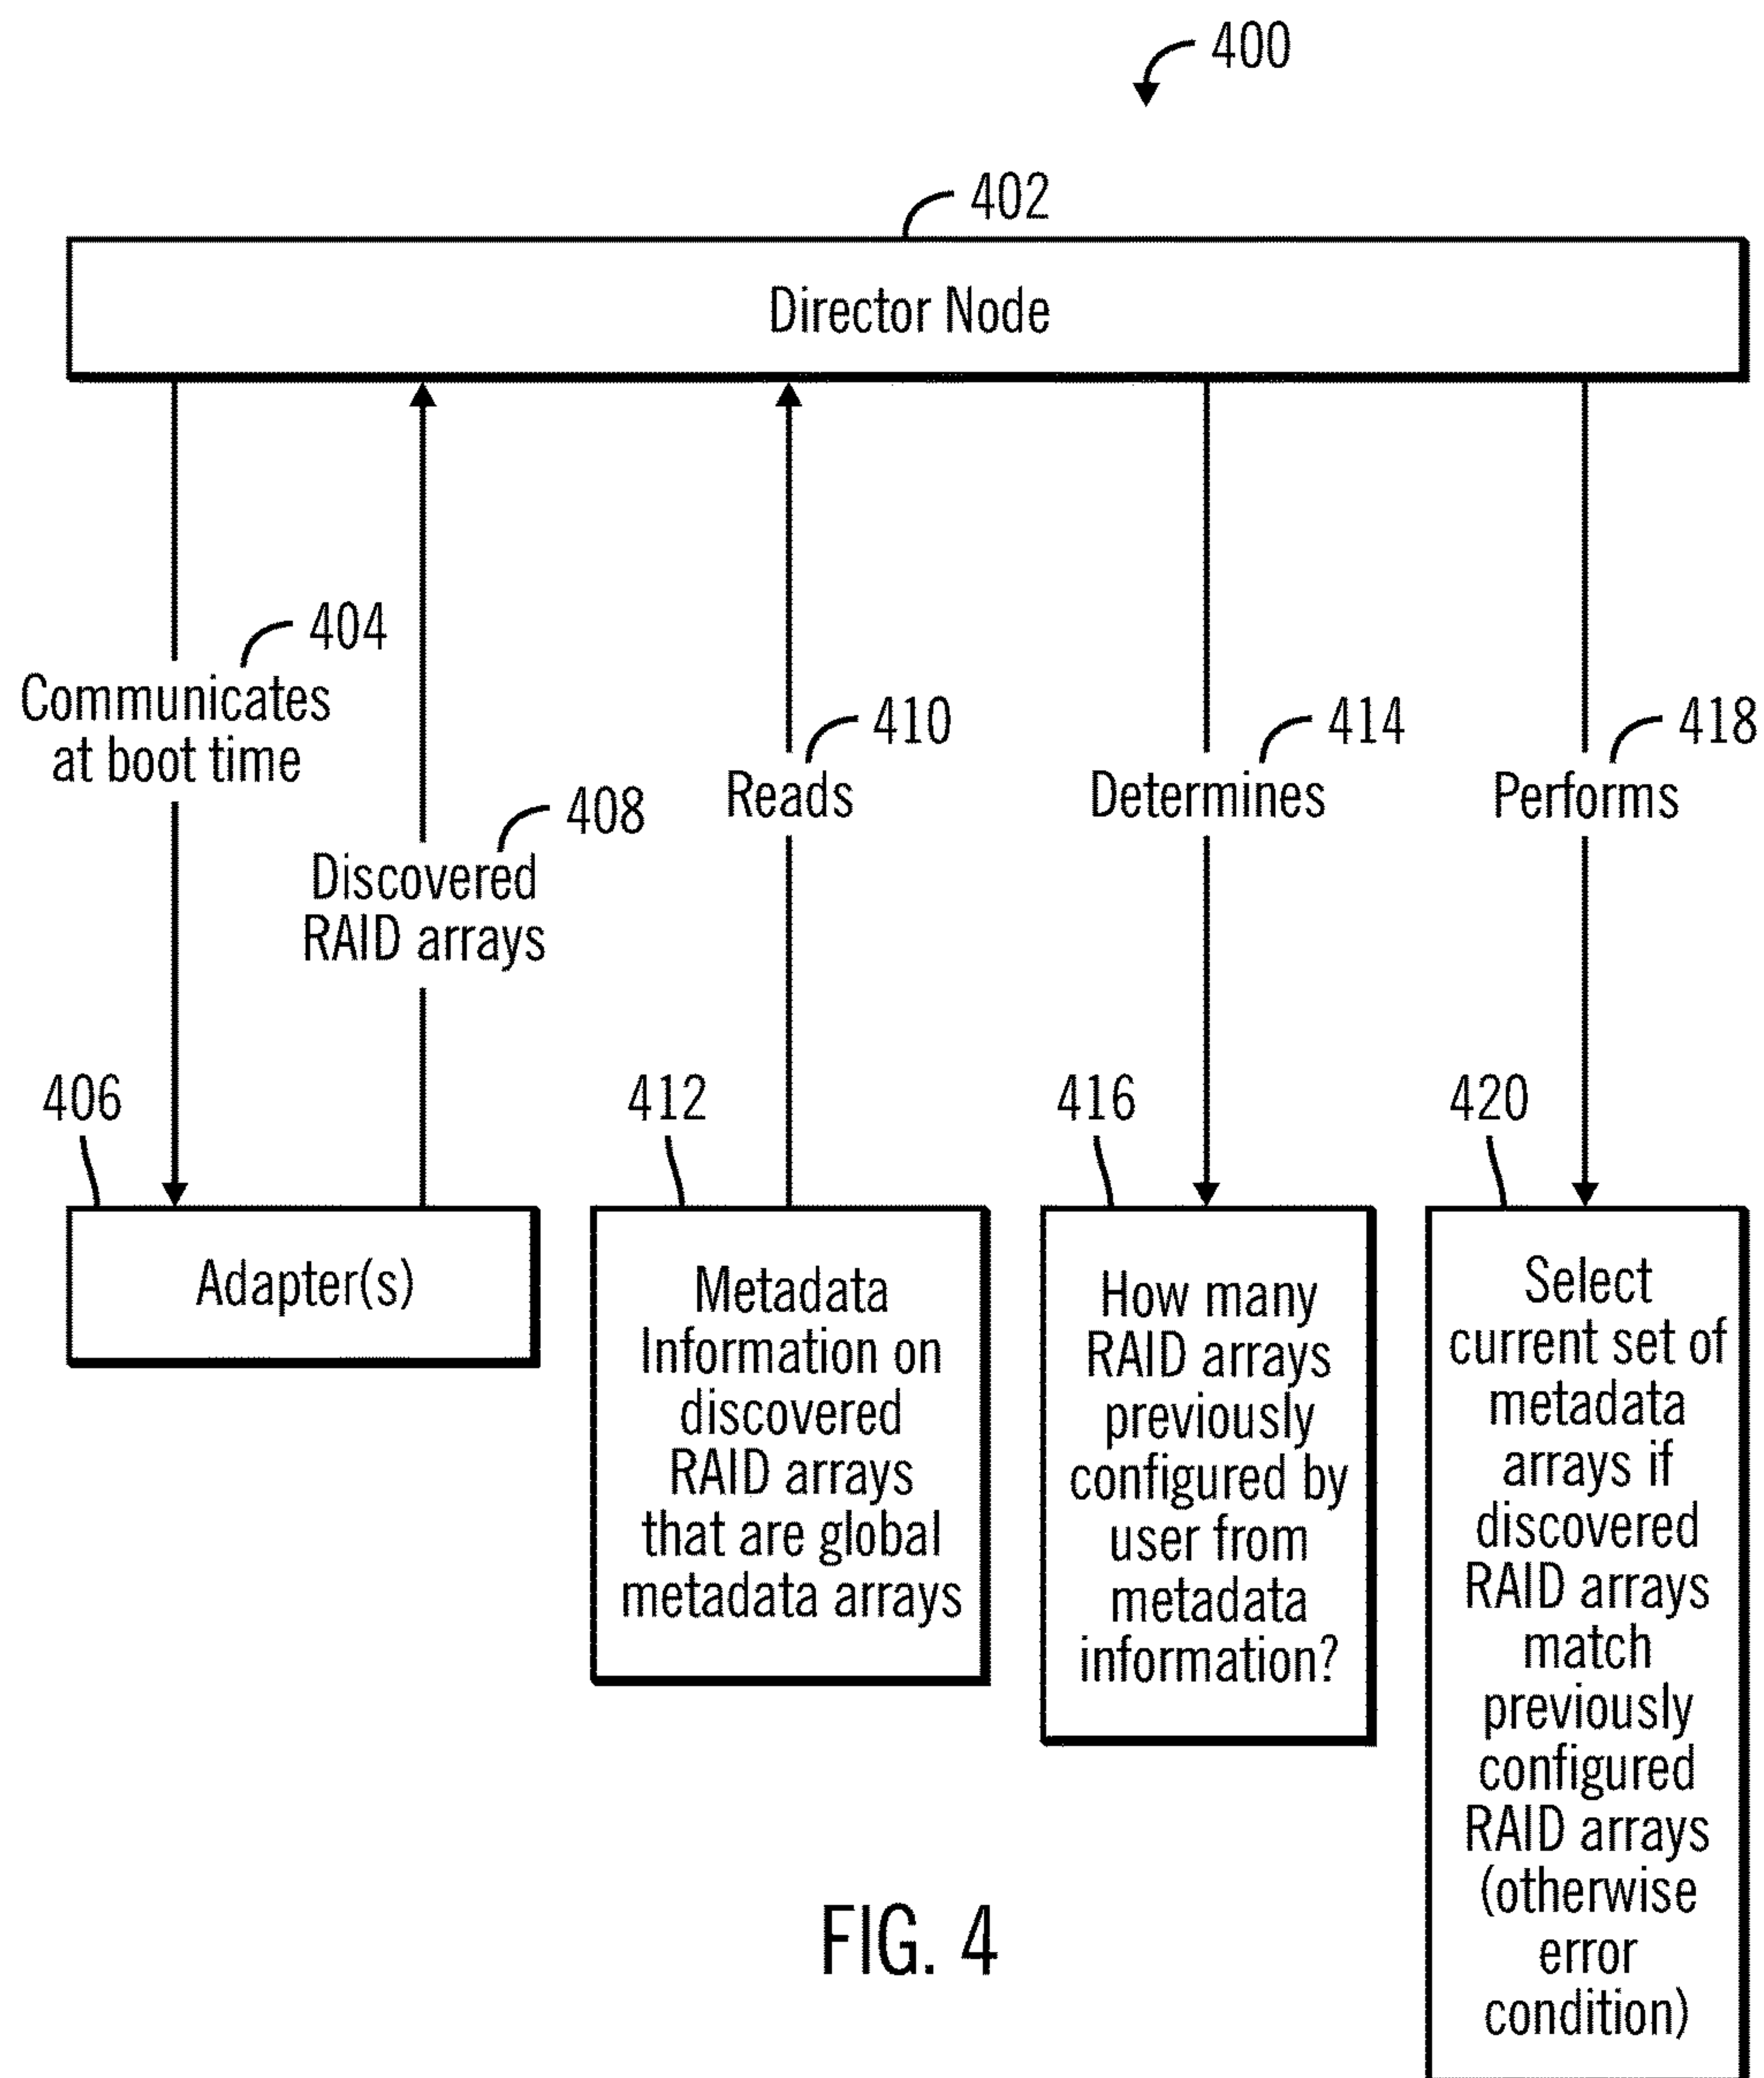 400
402
Director Node
404
Communicates
at boot time
408
Discovered
RAID arrays
410
Reads
414
Determines
418
Performs
406
Adapter(s)
412
Metadata
Information on
discovered
RAID arrays
that are global
metadata arrays
416
How many
RAID arrays
previously
configured by
user from
metadata
information?
420
Select
current set of
metadata
arrays if
discovered
RAID arrays
match
previously
configured
RAID arrays
(otherwise
error
condition)
FIG. 4